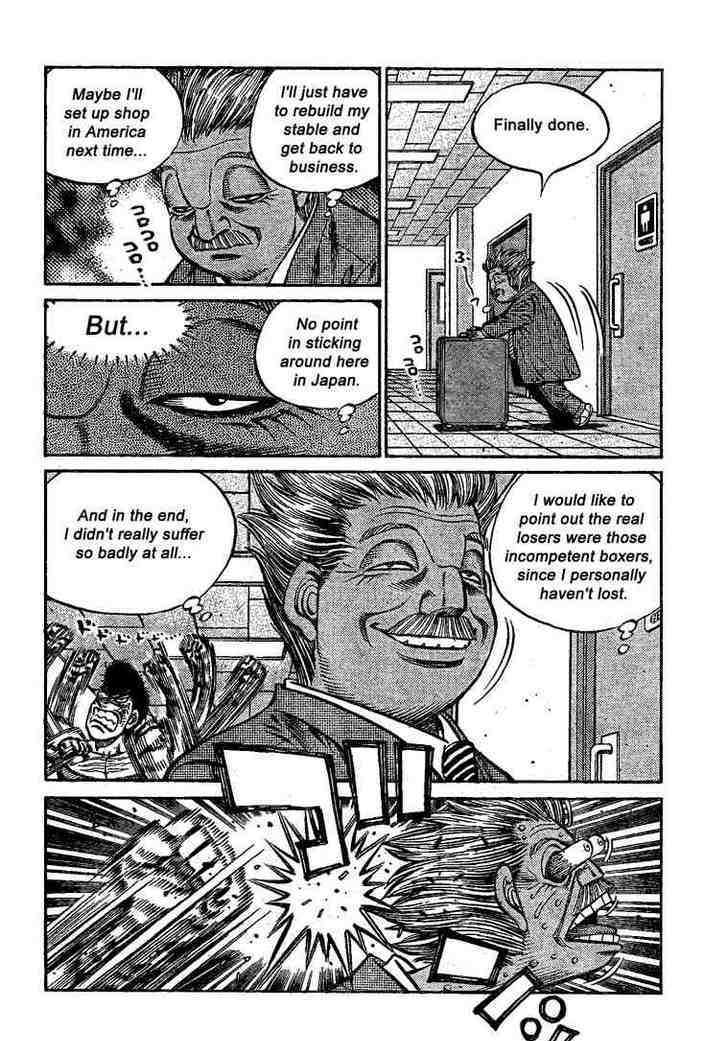 Finally done.
I'll just have
to rebuild my
stable and
get back to
business.
Maybe I'll
set up shop
in America
next time...
No point
in sticking
around here
in Japan.
But...
I would like to
point out the real
losers were those
incompetent boxers,
since I personally
haven't lost.
And in the end,
I didn't really suffer
so badly at all...